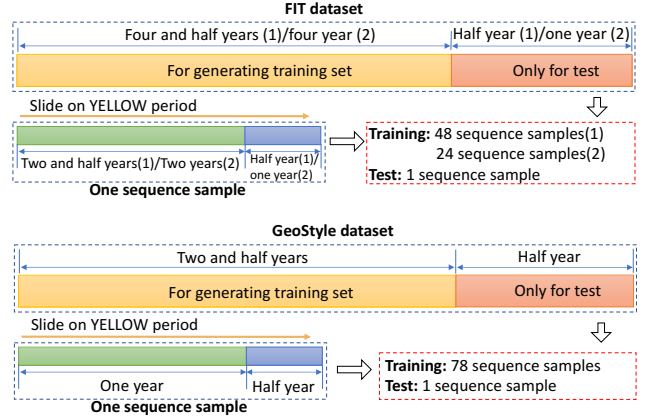 FIT dataset
Four and half years (1)/four year (2)
Half year (1)/one year (2)
For generating training set
Only for test
Slide on YELLOW period
Two and half years(1)/Two years(2)
Half year(1)/
one year(2)
One sequence sample
Training: 48 sequence samples(1)
24 sequence samples(2)
Test: 1 sequence sample
GeoStyle dataset
Two and half years
Half year
For generating training set
Only for test
Slide on YELLOW period
One year
Half year
One sequence sample
Training: 78 sequence samples
Test: 1 sequence sample